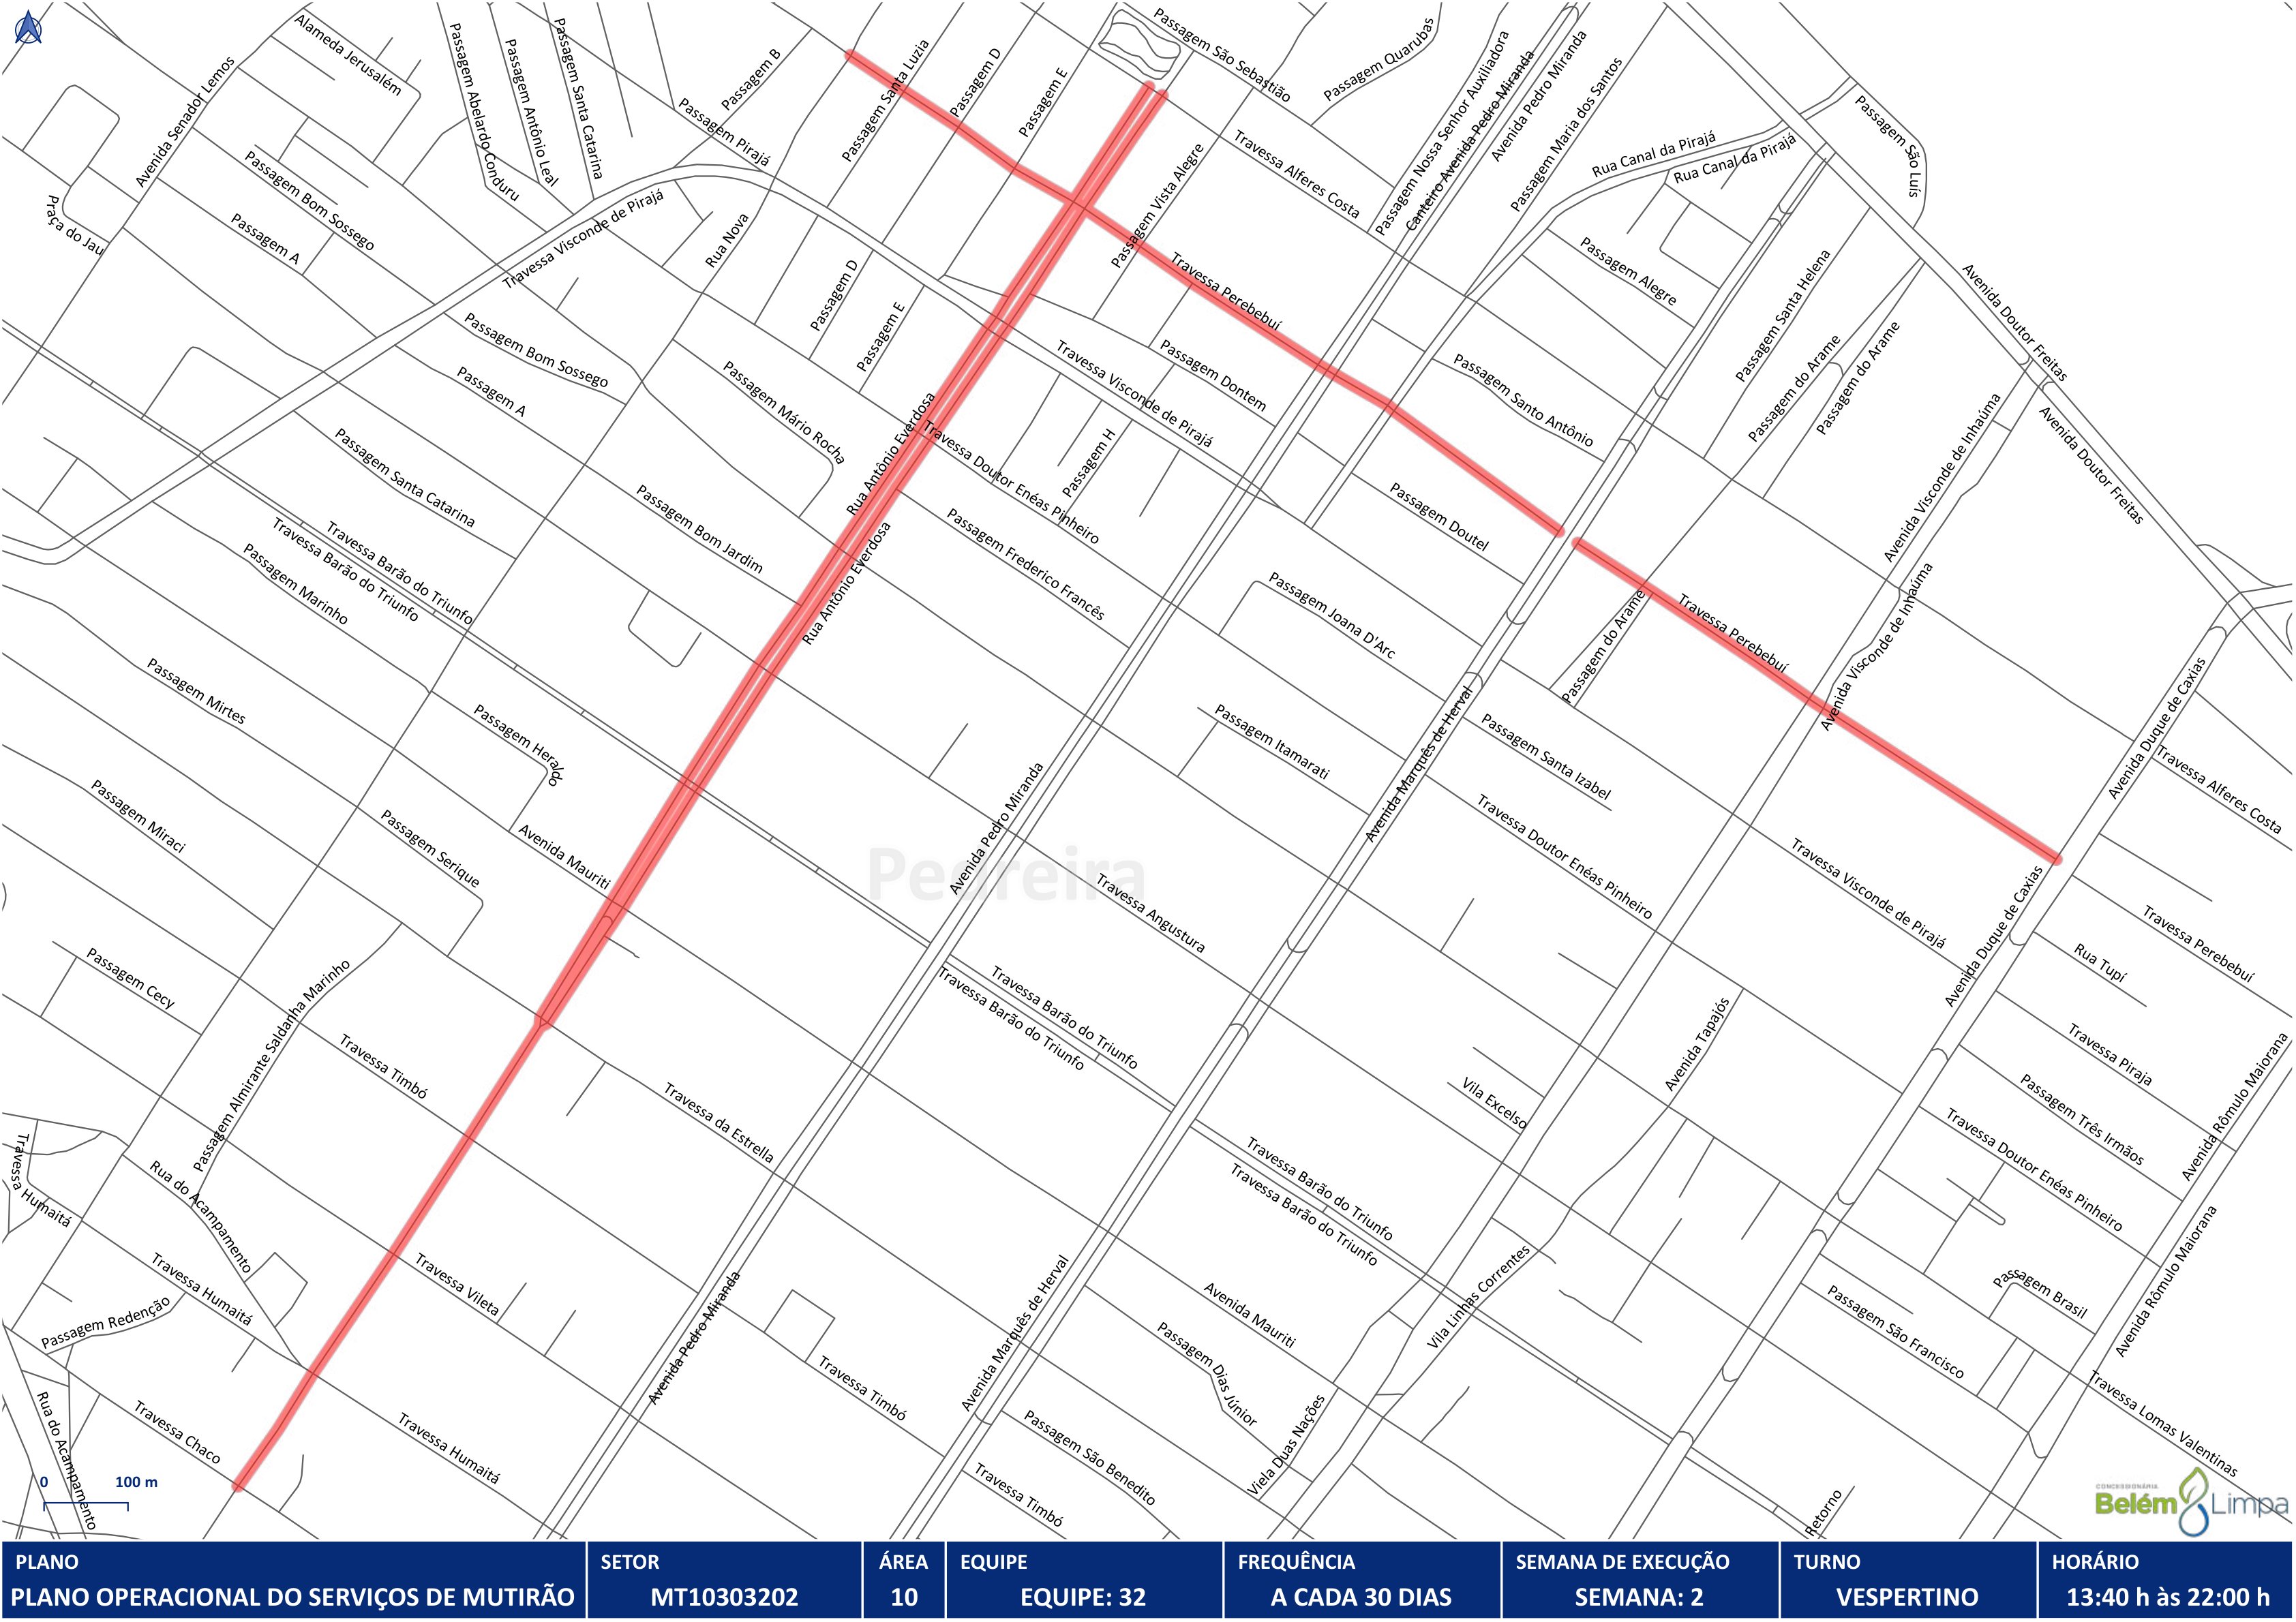 Alameda Jerusalém
Avenida Senador Lemos
Passagem Abelardo Conduru
Passagem Antônio Leal
Passagem Santa Catarina
Passagem B
Passagem Pirajá
Passagem Santa Luzia
Passagem D
Passagem E
Passagem São Sebastião
Passagem Quarubas
Passagem Nossa Senhor Auxiliadora
Canteiro Avenida Pedro Miranda
Avenida Pedro Miranda
Passagem Maria dos Santos
Rua Canal da Pirajá
Rua Canal da Pirajá
Passagem São Luís
Praça do Jau
Passagem Bom Sossego
Passagem A
Travessa Visconde de Pirajá
Rua Nova
Passagem D
Passagem E
Passagem Vista Alegre
Travessa Alferes Costa
Travessa Perebebuí
Passagem Alegre
Passagem Santa Helena
Avenida Doutor Freitas
Passagem Bom Sossego
Passagem A
Passagem Mário Rocha
Rua Antônio Everdosa
Travessa Visconde de Pirajá
Passagem Dontem
Passagem Santo Antônio
Passagem do Arame
Passagem do Arame
Avenida Visconde de Inhaúma
Avenida Doutor Freitas
Passagem Santa Catarina
Passagem Bom Jardim
Travessa Doutor Enéas Pinheiro
Passagem H
Passagem Doutel
Travessa Barão do Triunfo
Travessa Barão do Triunfo
Passagem Marinho
Rua Antônio Everdosa
Passagem Frederico Francês
Passagem Joana D'Arc
Passagem do Arame
Travessa Perebebuí
Avenida Visconde de Inhaúma
Passagem Mirtes
Passagem Heraldo
Passagem Itamarati
Avenida Marquês de Herval
Passagem Santa Izabel
Avenida Duque de Caxias
Travessa Alferes Costa
Passagem Miraci
Passagem Serique
Avenida Mauriti
Pedreira
Avenida Pedro Miranda
Travessa Angustura
Travessa Doutor Enéas Pinheiro
Travessa Visconde de Pirajá
Avenida Duque de Caxias
Travessa Perebebuí
Rua Tupí
Passagem Cecy
Passagem Almirante Saldanha Marinho
Travessa Timbó
Travessa Barão do Triunfo
Travessa Barão do Triunfo
Avenida Tapajós
Vila Excelso
Travessa Piraja
Passagem Três Irmãos
Avenida Rômulo Maiorana
Travessa Humaitá
Rua do Acampamento
Travessa da Estrella
Travessa Barão do Triunfo
Travessa Barão do Triunfo
Travessa Doutor Enéas Pinheiro
Travessa Humaitá
Passagem Redenção
Travessa Vileta
Avenida Pedro Miranda
Avenida Marquês de Herval
Avenida Mauriti
Vila Linhas Correntes
Passagem Brasil
Passagem São Francisco
Avenida Rômulo Maiorana
Rua do Acampamento
Travessa Chaco
Travessa Humaitá
Travessa Timbó
Passagem Dias Júnior
Passagem São Benedito
Travessa Timbó
Viela Duas Nações
Travessa Lomas Valentinas
Retorno
0 100 m
CONCESSIONÁRIA
Belém Limpa
PLANO
PLANO OPERACIONAL DO SERVIÇOS DE MUTIRÃO
SETOR
MT10303202
ÁREA
10
EQUIPE
EQUIPE: 32
FREQUÊNCIA
A CADA 30 DIAS
SEMANA DE EXECUÇÃO
SEMANA: 2
TURNO
VESPERTINO
HORÁRIO
13:40 h às 22:00 h